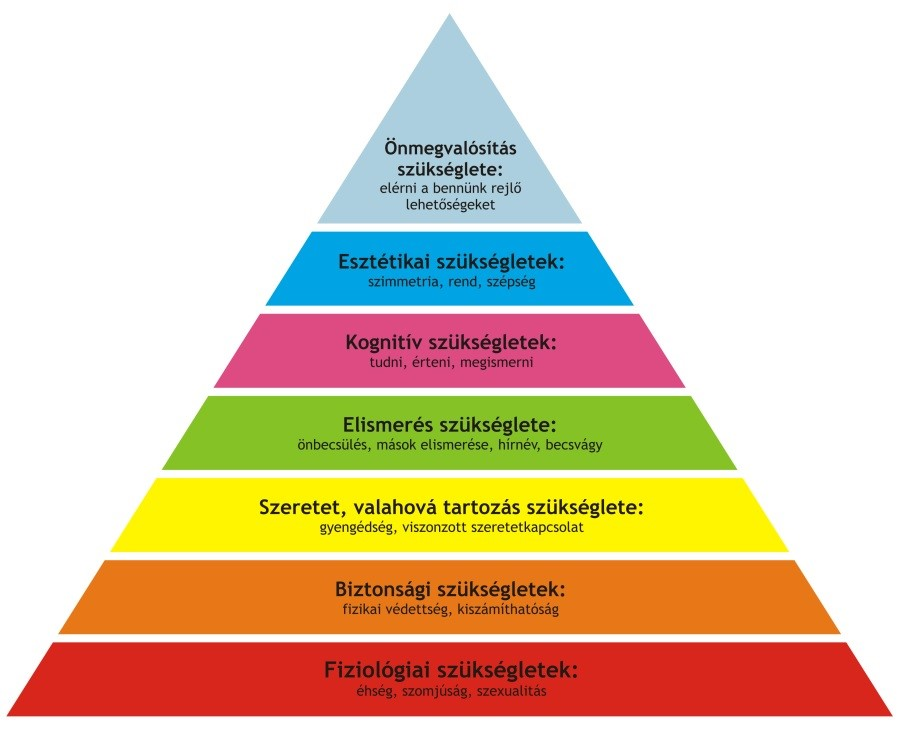 Önmegvalósítás
szükséglete:
elérni a bennünk rejlő
lehetőségeket
Esztétikai szükségletek:
szimmetria, rend, szépség
Kognitív szükségletek:
tudni, érteni, megismerni
Elismerés szükséglete:
önbecsülés, mások elismerése, hírnév, becsvágy
Szeretet, valahová tartozás szükséglete:
gyengédség, viszonzott szeretetkapcsolat
Biztonsági szükségletek:
fizikai védettség, kiszámíthatóság
Fiziológiai szükségletek:
éhség, szomjúság, szexualitás